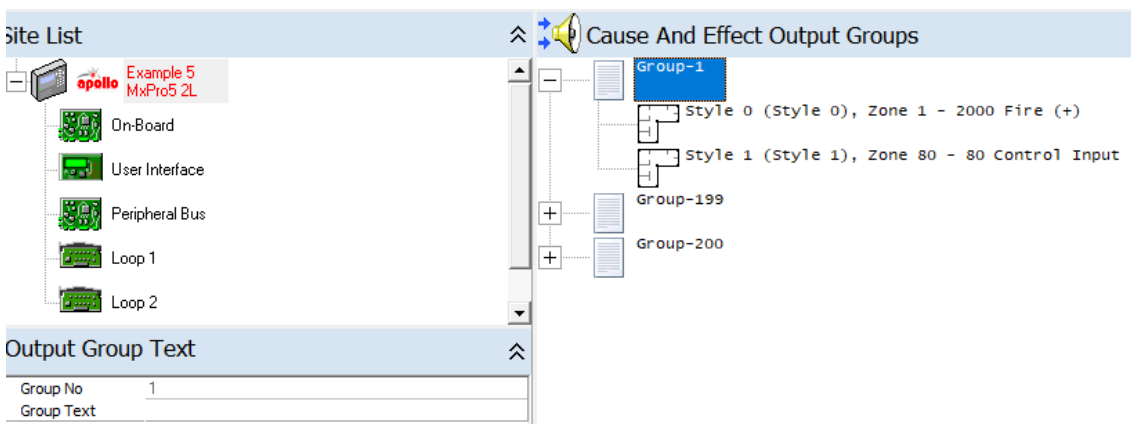 Site List
apollo
Example 5
MxPro5 2L
On-Board
User Interface
Peripheral Bus
Loop 1
Loop 2
Output Group Text
Group No 1
Group Text
Cause And Effect Output Groups
Group-1
Style 0 (Style 0), Zone 1 - 2000 Fire (+)
Style 1 (Style 1), Zone 80 - 80 Control Input
Group-199
Group-200